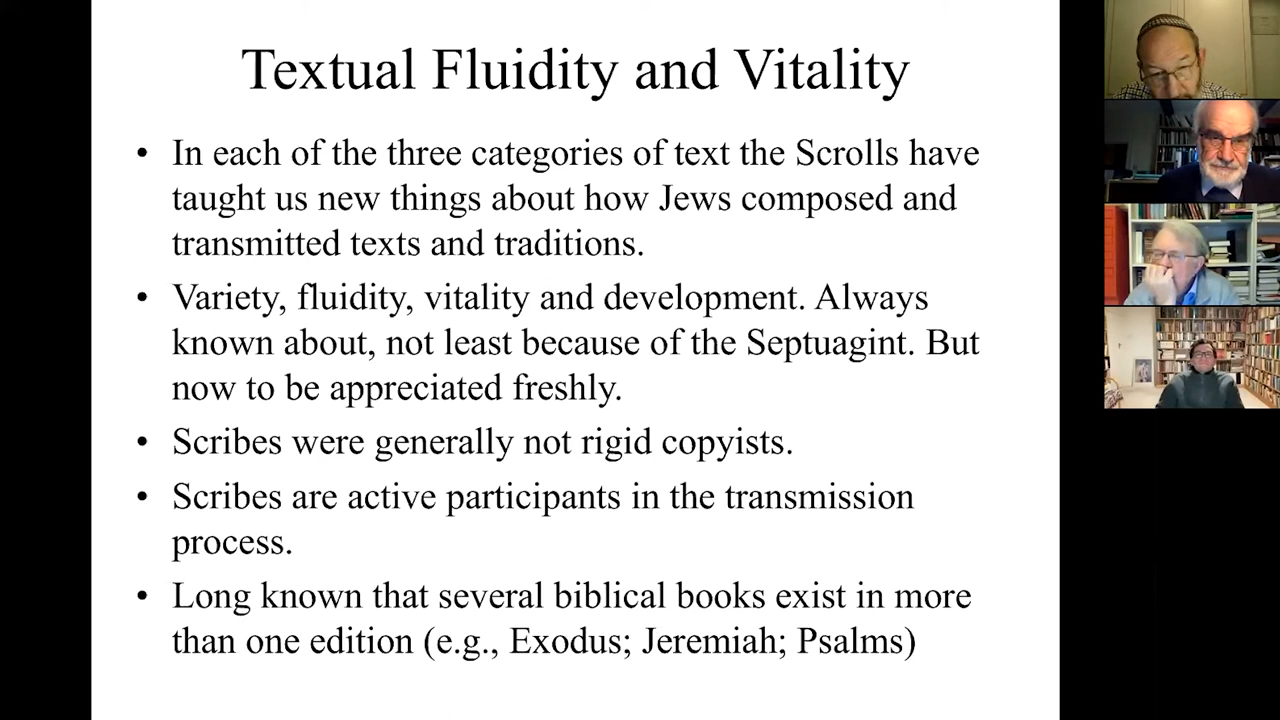 Textual Fluidity and Vitality
• In each of the three categories of text the Scrolls have
taught us new things about how Jews composed and
transmitted texts and traditions.
• Variety, fluidity, vitality and development. Always
known about, not least because of the Septuagint. But
now to be appreciated freshly.
• Scribes were generally not rigid copyists.
• Scribes are active participants in the transmission
process.
• Long known that several biblical books exist in more
than one edition (e.g., Exodus; Jeremiah; Psalms)